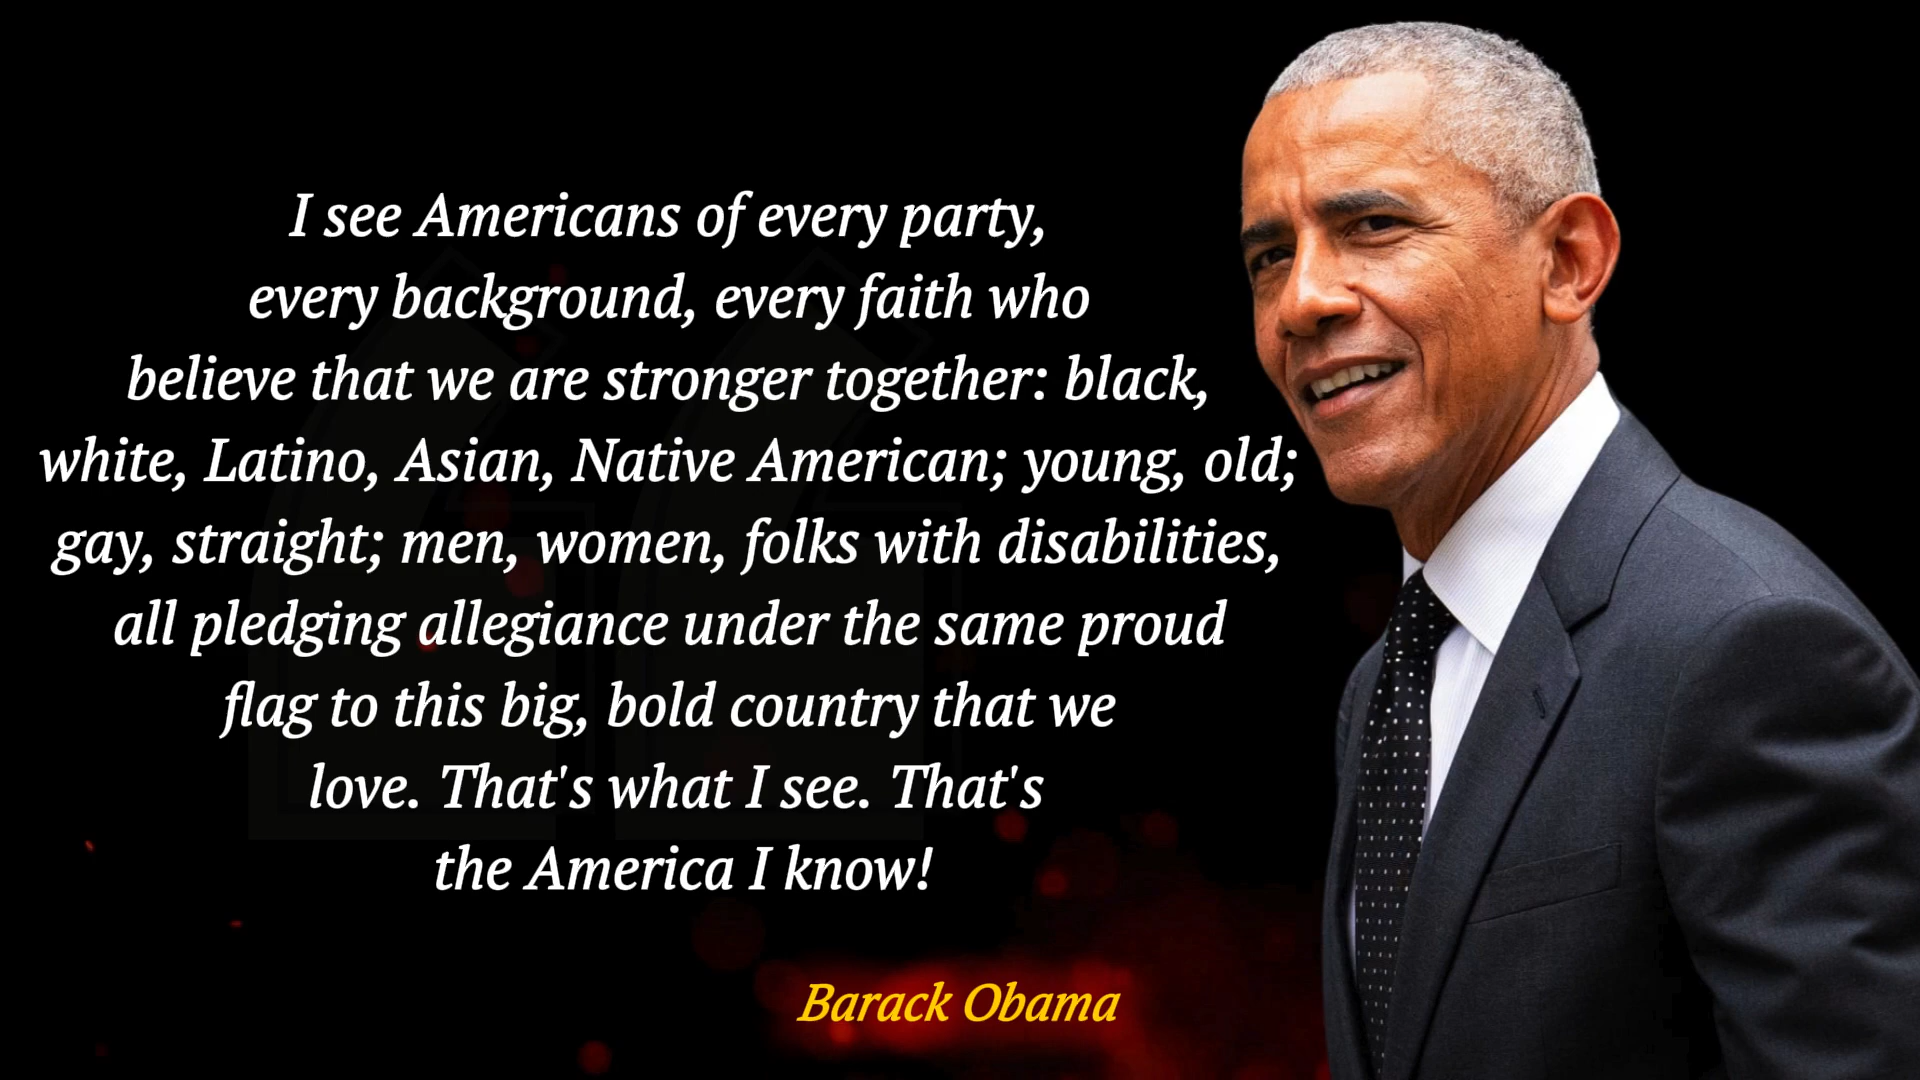 I see Americans of every party,
every background, every faith who
believe that we are stronger together: black,
white, Latino, Asian, Native American; young, old;
gay, straight; men, women, folks with disabilities,
all pledging allegiance under the same proud
flag to this big, bold country that we
love. That's what I see. That's
the America I know!
Barack Obama